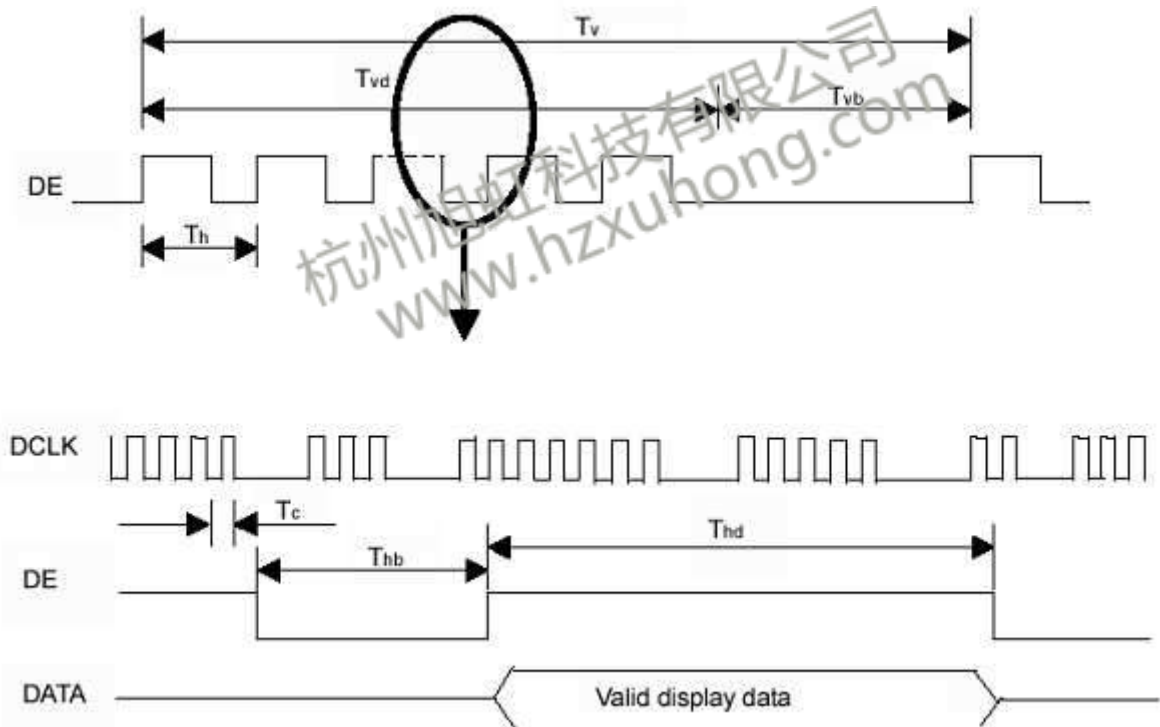 Tv
Tvd
Tvb
DE
Th
杭州旭虹科技有限公司
www.hzxuhong.com
DCLK
Tc
Thd
Thb
DE
DATA
Valid display data